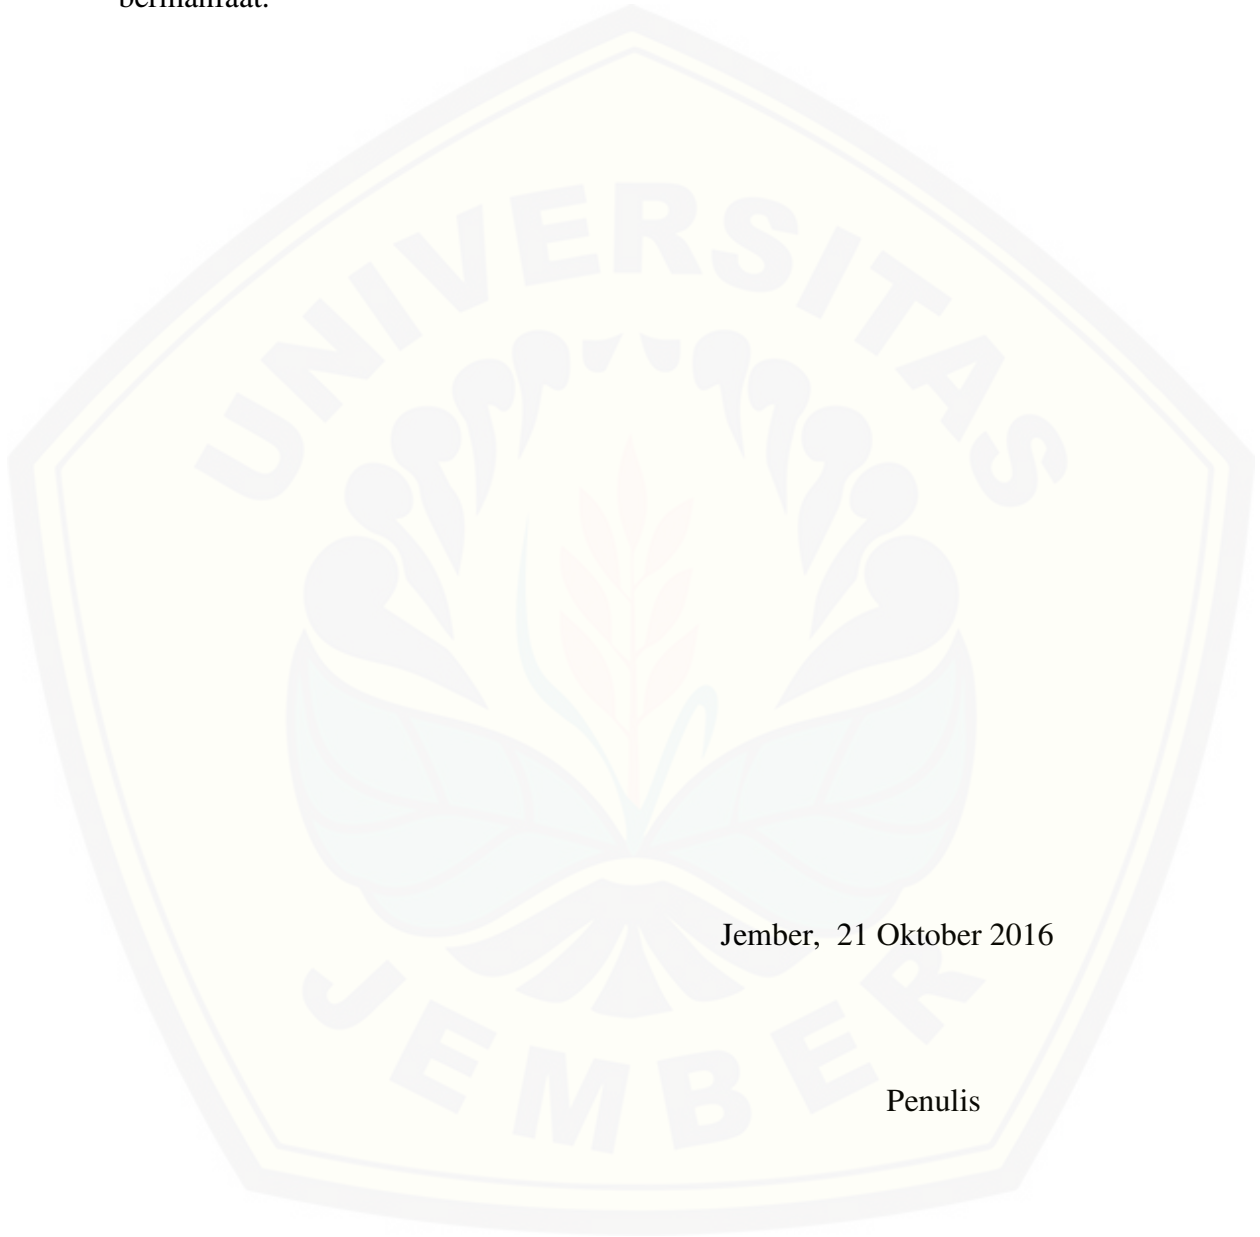 bermanfaat.
UNIVERSITAS
Jember,  21 Oktober 2016
JEMBER
Penulis